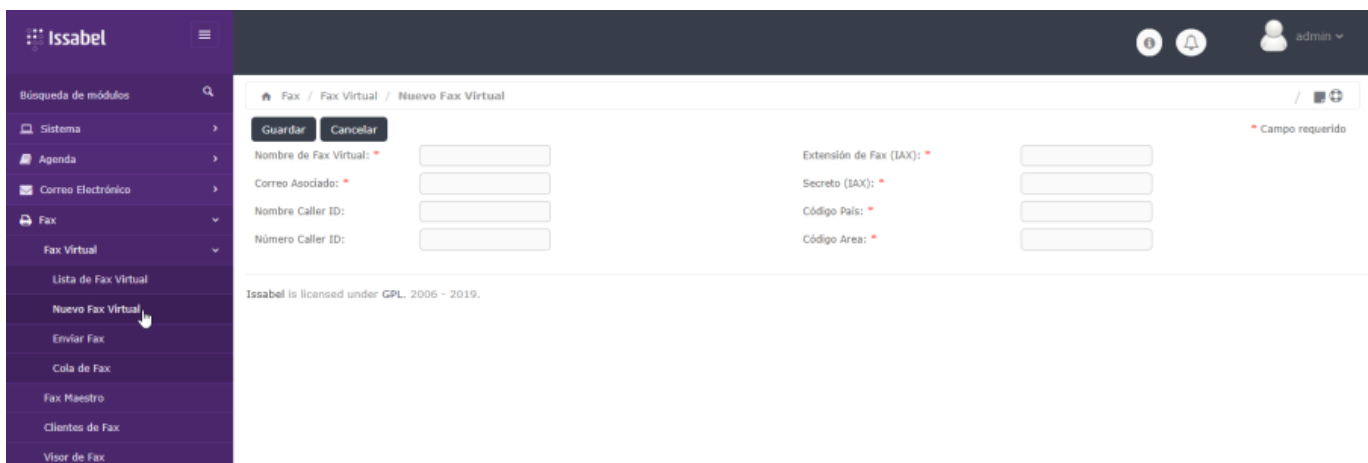 Issabel
admin
Búsqueda de módulos
Fax / Fax Virtual / Nuevo Fax Virtual /
Sistema
Guardar Cancelar * Campo requerido
Agenda
Nombre de Fax Virtual: * Extensión de Fax (IAX): *
Correo Electrónico
Correo Asociado: * Secreto (IAX): *
Fax
Nombre Caller ID: Código País: *
Número Caller ID: Código Area: *
Fax Virtual
Lista de Fax Virtual
Issabel is licensed under GPL. 2006 - 2019.
Nuevo Fax Virtual
Enviar Fax
Cola de Fax
Fax Maestro
Clientes de Fax
Visor de Fax